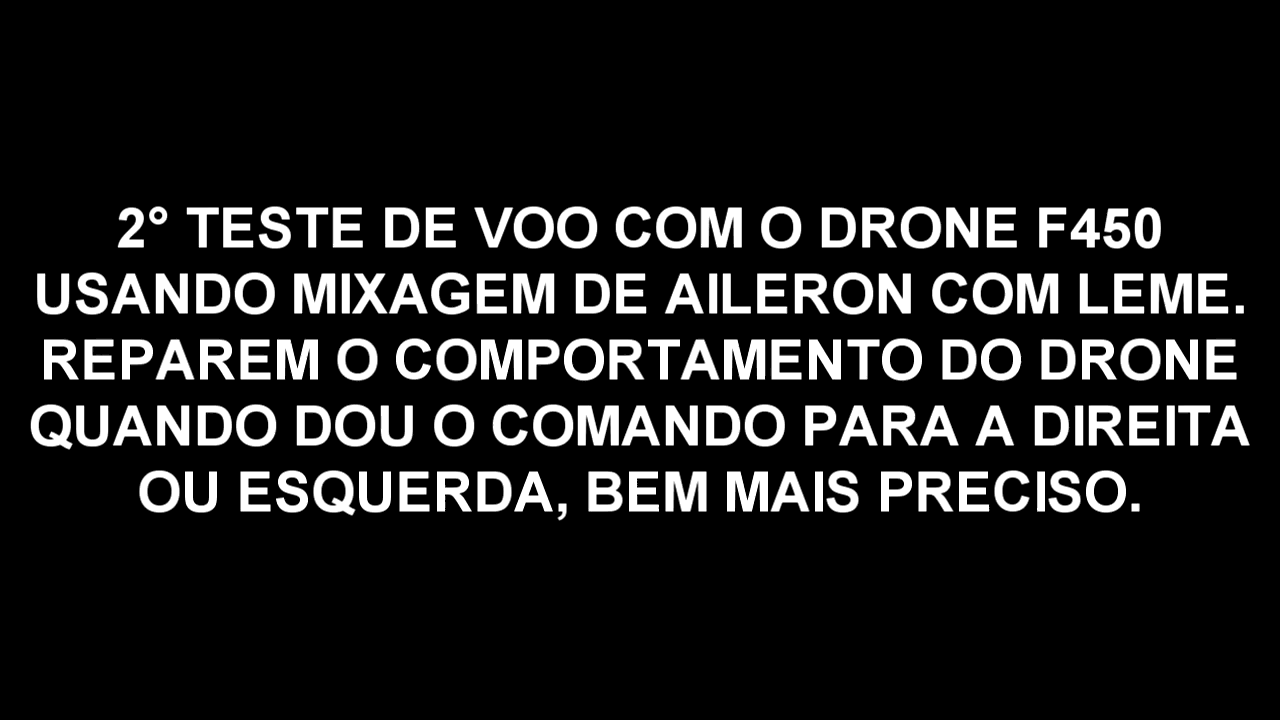 2° TESTE DE VOO COM O DRONE F450
USANDO MIXAGEM DE AILERON COM LEME.
REPAREM O COMPORTAMENTO DO DRONE
QUANDO DOU O COMANDO PARA A DIREITA
OU ESQUERDA, BEM MAIS PRECISO.